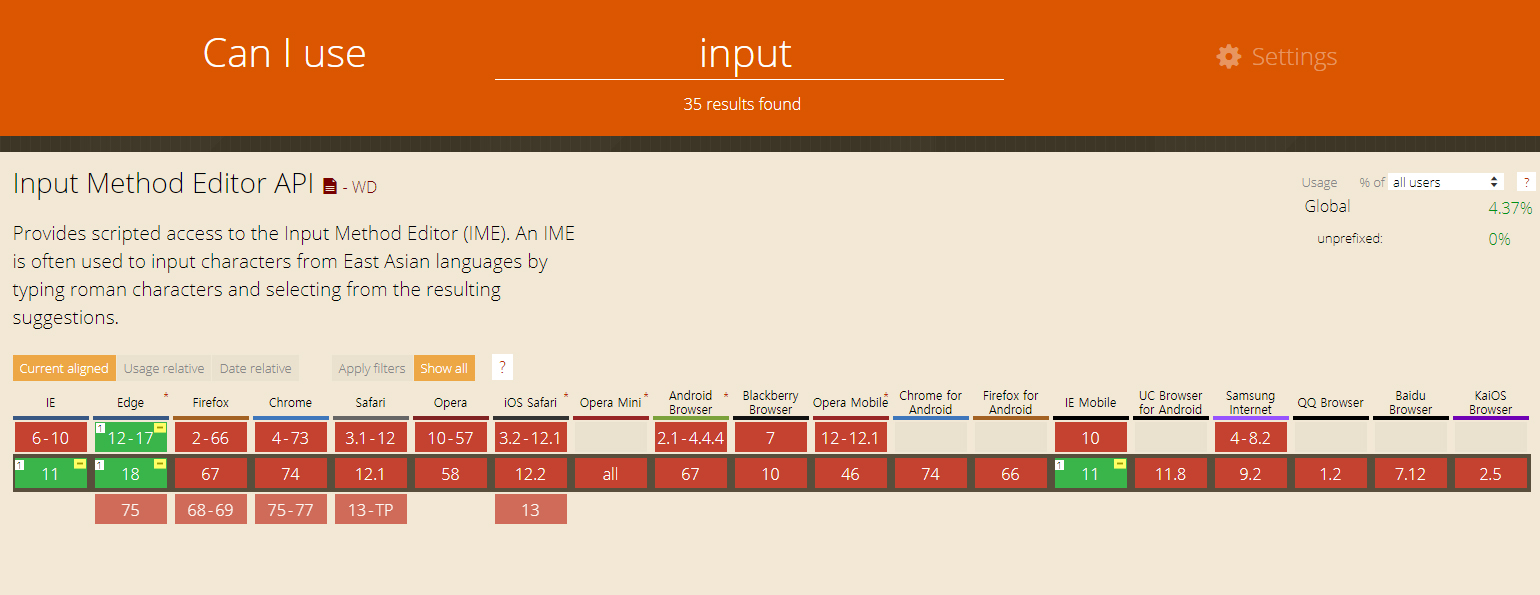 Can I use
input
Settings
35 results found
Input Method Editor API - WD
Usage % of all users ?
Global 4.37%
unprefixed: 0%
Provides scripted access to the Input Method Editor (IME). An IME
is often used to input characters from East Asian languages by
typing roman characters and selecting from the resulting
suggestions.
Current aligned Usage relative Date relative Apply filters Show all ?
IE Edge * Firefox Chrome Safari Opera iOS Safari * Opera Mini * Android Browser * Blackberry Browser Opera Mobile * Chrome for Android Firefox for Android IE Mobile UC Browser for Android Samsung Internet QQ Browser Baidu Browser KaiOS Browser
6-10 1 12-17 2-66 4-73 3.1-12 10-57 3.2-12.1 2.1-4.4.4 7 12-12.1 10 4-8.2
1 11 1 18 67 74 12.1 58 12.2 all 67 10 46 74 66 1 11 11.8 9.2 1.2 7.12 2.5
75 68-69 75-77 13-TP 13